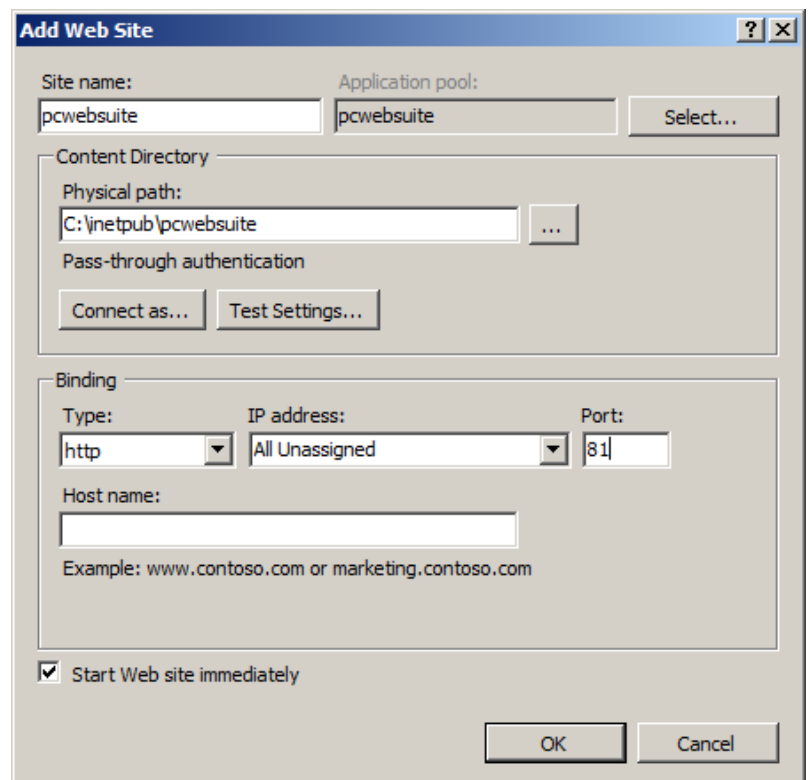 Add Web Site
Site name: Application pool:
pcwebsuite pcwebsuite Select...
Content Directory
Physical path:
C:\inetpub\pcwebsuite ...
Pass-through authentication
Connect as... Test Settings...
Binding
Type: IP address: Port:
http All Unassigned 81
Host name:
Example: www.contoso.com or marketing.contoso.com
Start Web site immediately
OK Cancel